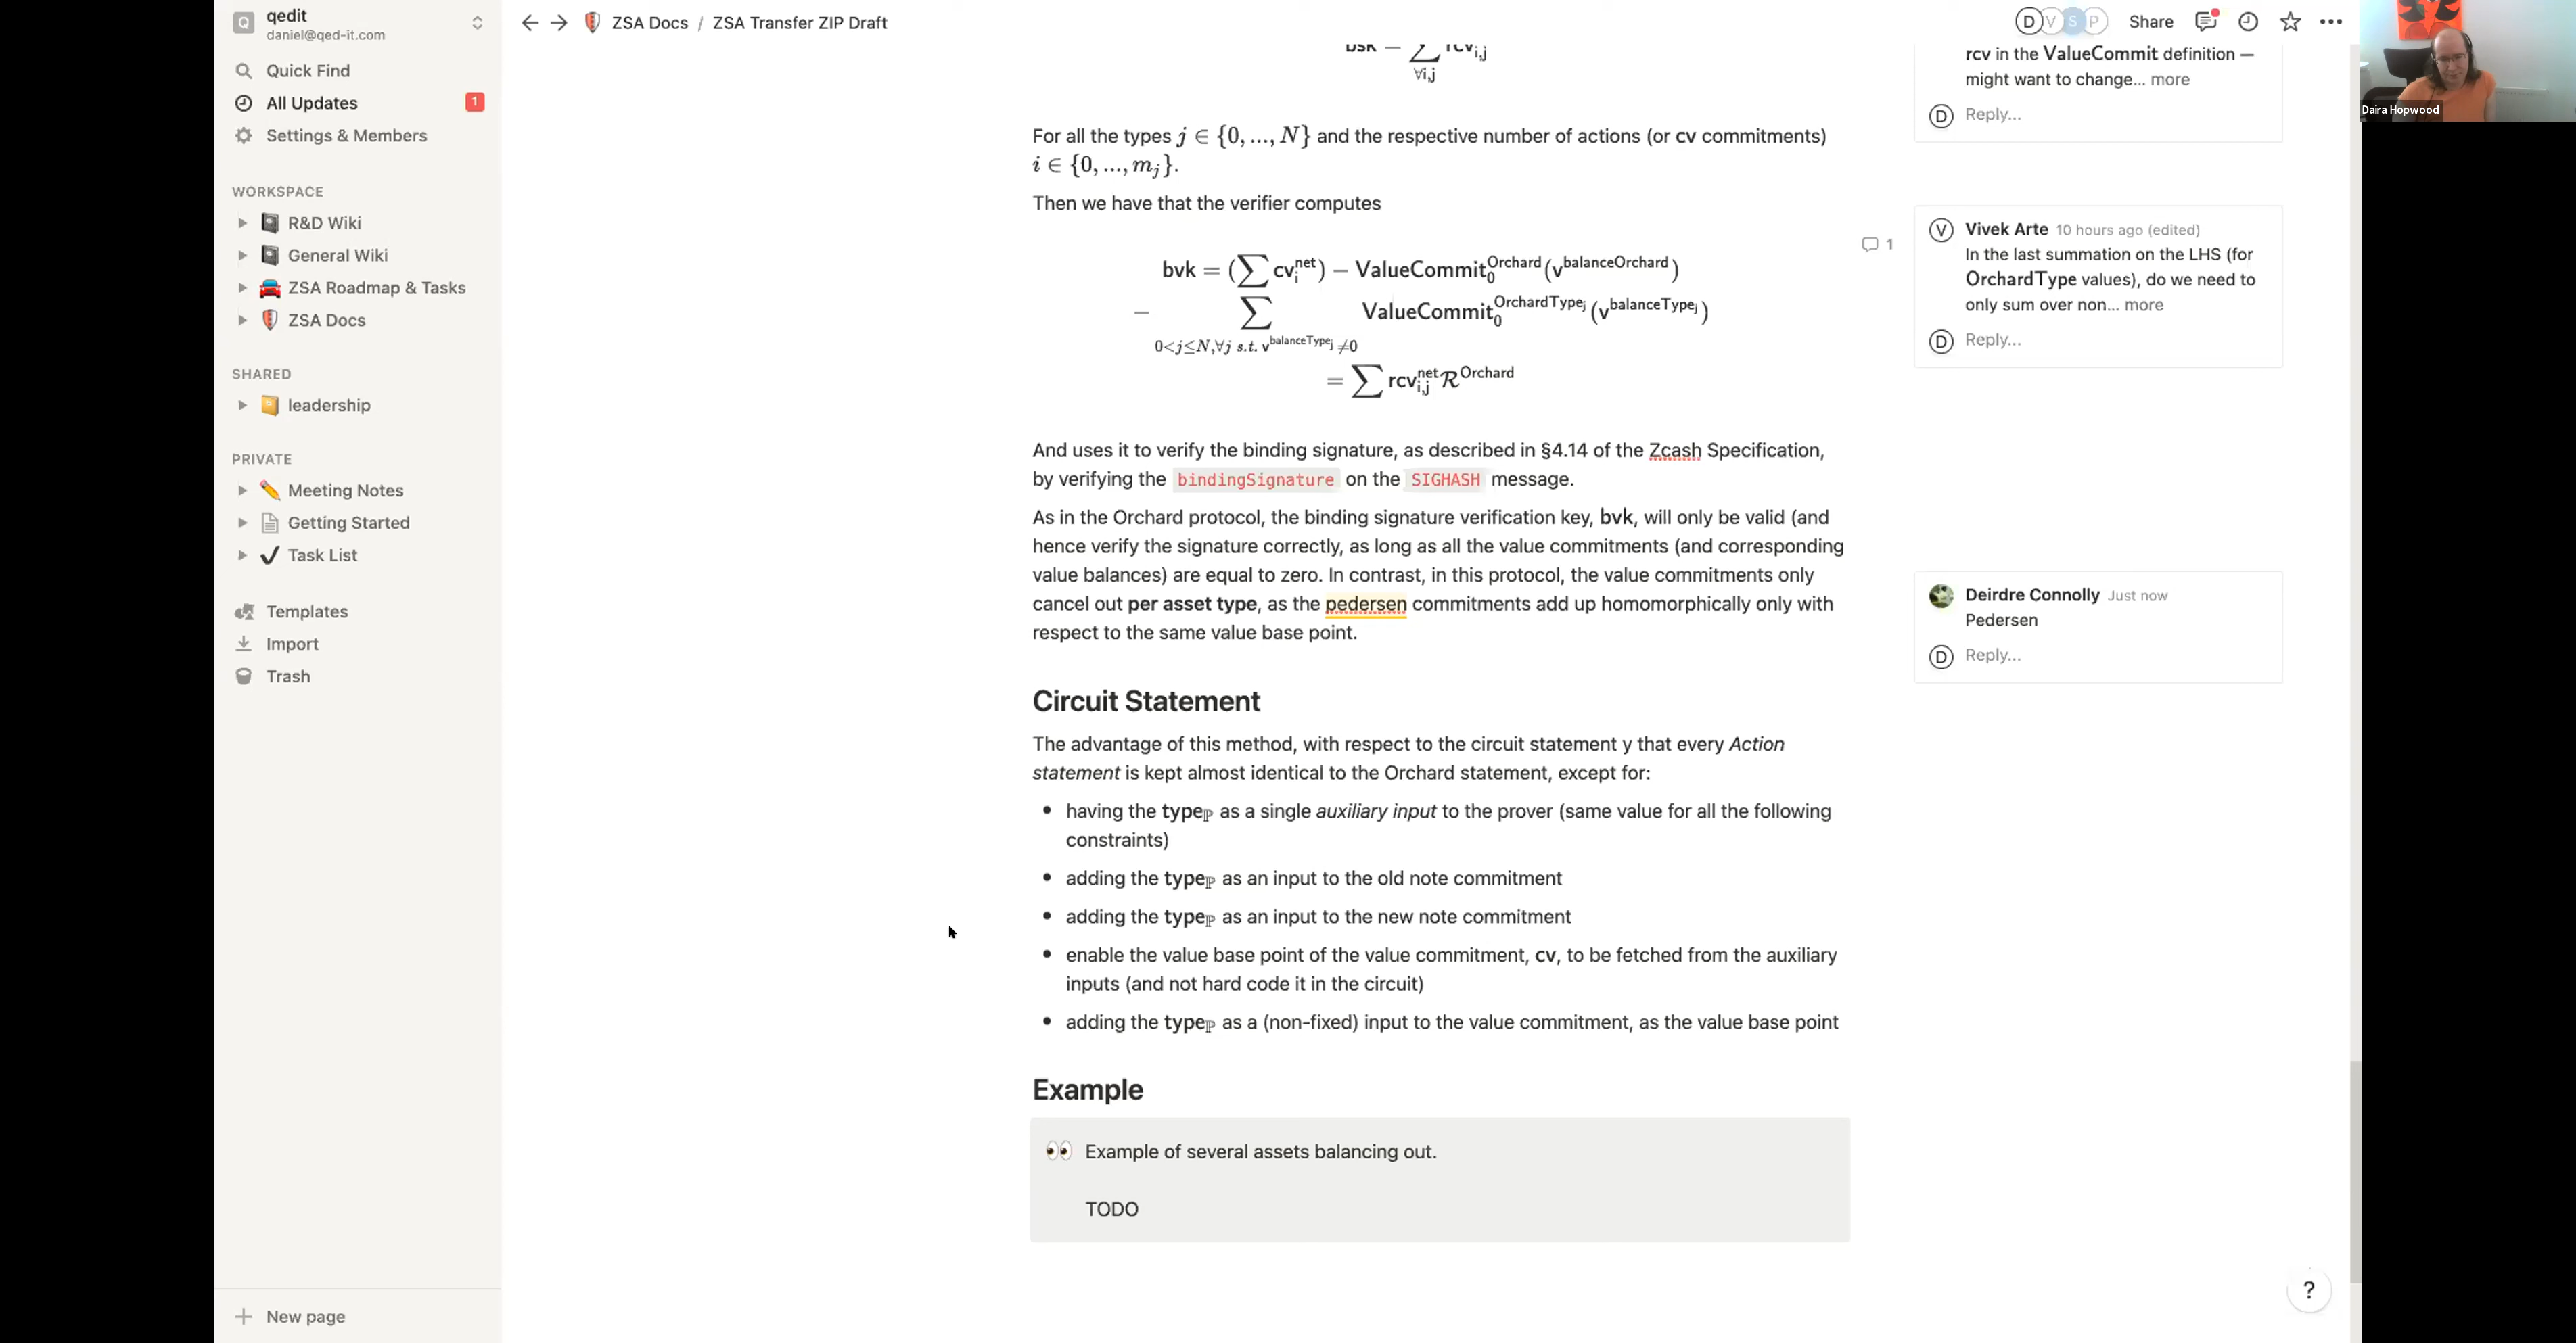 qedit
daniel@qed-it.com
Quick Find
All Updates 1
Settings & Members
WORKSPACE
R&D Wiki
General Wiki
ZSA Roadmap & Tasks
ZSA Docs
SHARED
leadership
PRIVATE
Meeting Notes
Getting Started
Task List
Templates
Import
Trash
New page
ZSA Docs / ZSA Transfer ZIP Draft
D V S P Share
bsk = ∑ rcv_{i,j}
∀i,j
For all the types j ∈ {0, ..., N} and the respective number of actions (or cv commitments)
i ∈ {0, ..., m_j}.
Then we have that the verifier computes
bvk = (∑ cv_i^{net}) − ValueCommit_0^{Orchard}(v^{balanceOrchard})
− ∑ ValueCommit_0^{OrchardType_j}(v^{balanceType_j})
0<j≤N,∀j s.t. v^{balanceType_j} ≠0
= ∑ rcv_{i,j}^{net} ℛ^{Orchard}
And uses it to verify the binding signature, as described in §4.14 of the Zcash Specification,
by verifying the bindingSignature on the SIGHASH message.
As in the Orchard protocol, the binding signature verification key, bvk, will only be valid (and
hence verify the signature correctly, as long as all the value commitments (and corresponding
value balances) are equal to zero. In contrast, in this protocol, the value commitments only
cancel out per asset type, as the pedersen commitments add up homomorphically only with
respect to the same value base point.
Circuit Statement
The advantage of this method, with respect to the circuit statement y that every Action
statement is kept almost identical to the Orchard statement, except for:
• having the type_ℙ as a single auxiliary input to the prover (same value for all the following
constraints)
• adding the type_ℙ as an input to the old note commitment
• adding the type_ℙ as an input to the new note commitment
• enable the value base point of the value commitment, cv, to be fetched from the auxiliary
inputs (and not hard code it in the circuit)
• adding the type_ℙ as a (non-fixed) input to the value commitment, as the value base point
Example
👀 Example of several assets balancing out.
TODO
rcv in the ValueCommit definition —
might want to change... more
D Reply...
1
V Vivek Arte 10 hours ago (edited)
In the last summation on the LHS (for
OrchardType values), do we need to
only sum over non... more
D Reply...
Deirdre Connolly Just now
Pedersen
D Reply...
?
Daira Hopwood